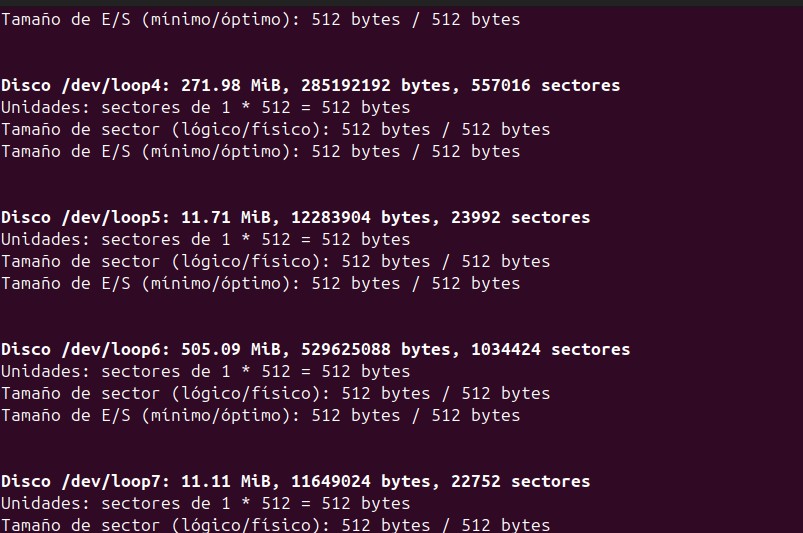 Tamaño de E/S (mínimo/óptimo): 512 bytes / 512 bytes
Disco /dev/loop4: 271.98 MiB, 285192192 bytes, 557016 sectores
Unidades: sectores de 1 * 512 = 512 bytes
Tamaño de sector (lógico/físico): 512 bytes / 512 bytes
Tamaño de E/S (mínimo/óptimo): 512 bytes / 512 bytes
Disco /dev/loop5: 11.71 MiB, 12283904 bytes, 23992 sectores
Unidades: sectores de 1 * 512 = 512 bytes
Tamaño de sector (lógico/físico): 512 bytes / 512 bytes
Tamaño de E/S (mínimo/óptimo): 512 bytes / 512 bytes
Disco /dev/loop6: 505.09 MiB, 529625088 bytes, 1034424 sectores
Unidades: sectores de 1 * 512 = 512 bytes
Tamaño de sector (lógico/físico): 512 bytes / 512 bytes
Tamaño de E/S (mínimo/óptimo): 512 bytes / 512 bytes
Disco /dev/loop7: 11.11 MiB, 11649024 bytes, 22752 sectores
Unidades: sectores de 1 * 512 = 512 bytes
Tamaño de sector (lógico/físico): 512 bytes / 512 bytes